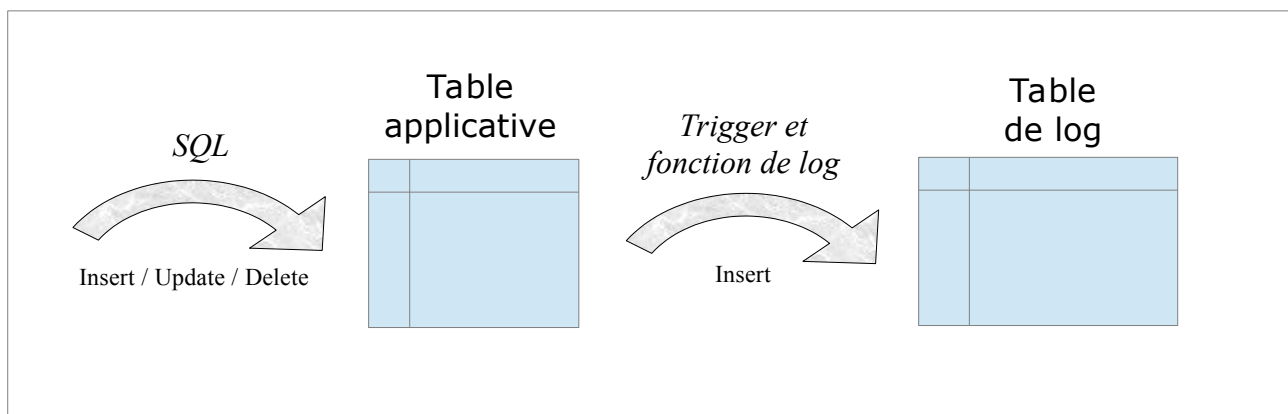 SQL
Insert / Update / Delete
Table
applicative
Trigger et
fonction de log
Insert
Table
de log